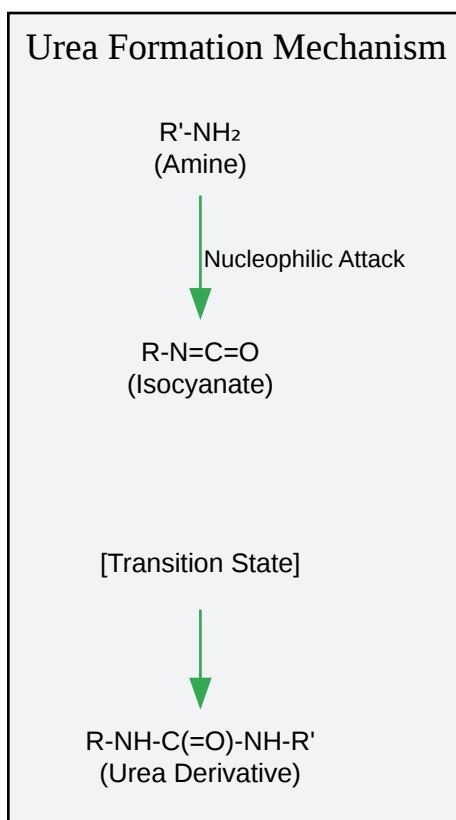 Urea Formation Mechanism
R'-NH₂
(Amine)
Nucleophilic Attack
R-N=C=O
(Isocyanate)
[Transition State]
R-NH-C(=O)-NH-R'
(Urea Derivative)